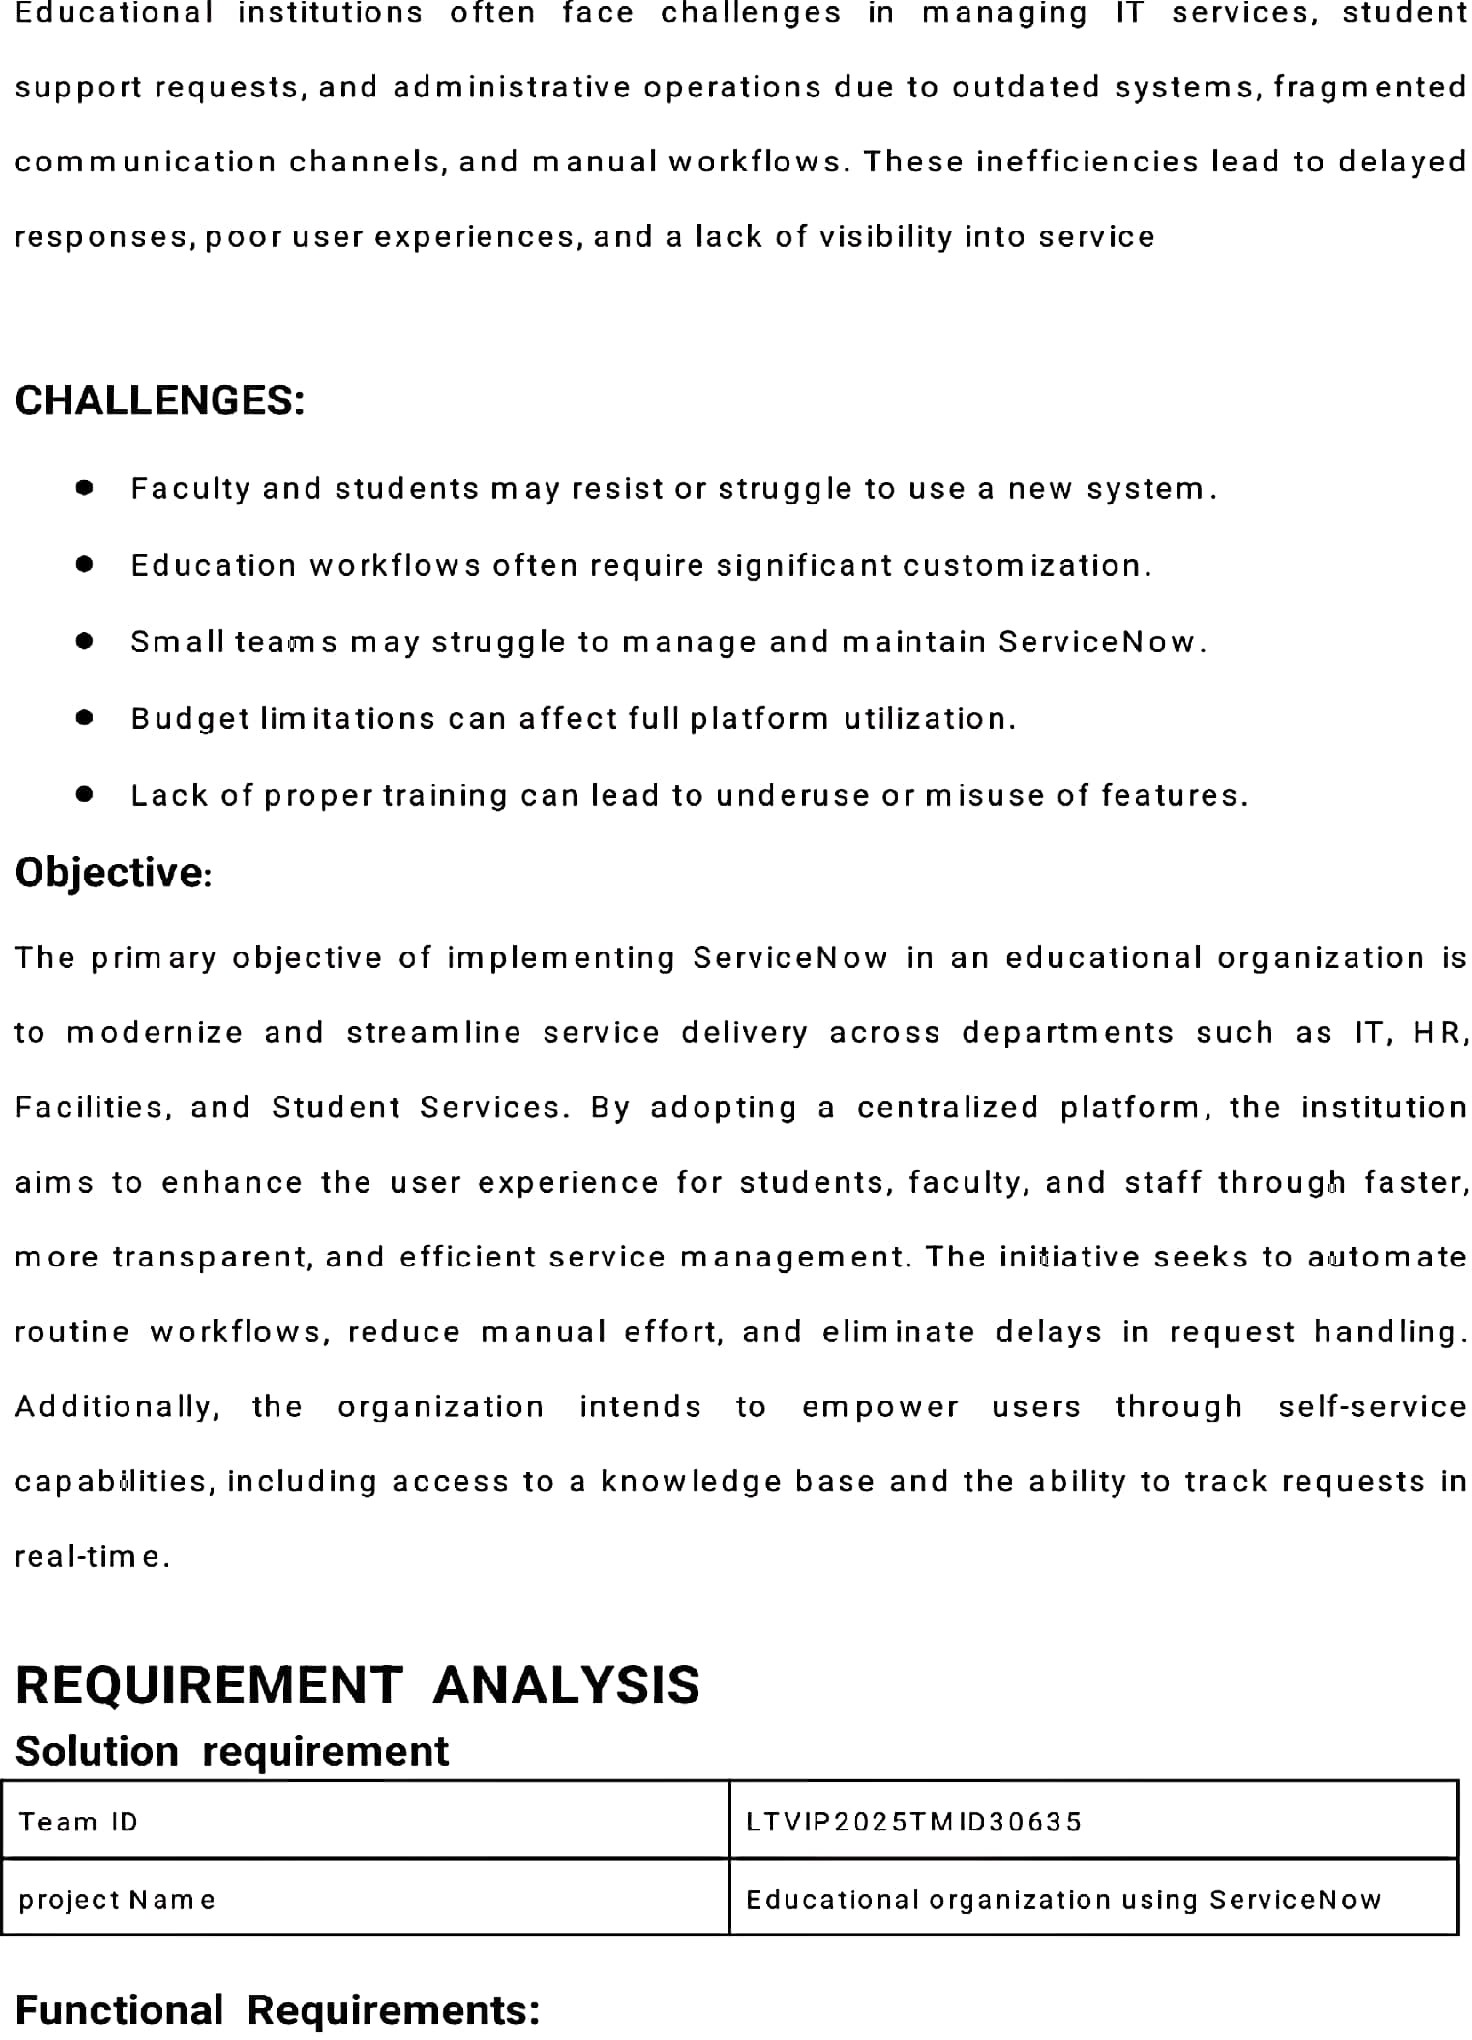 Educational institutions often face challenges in managing IT services, student
support requests, and administrative operations due to outdated systems, fragmented
communication channels, and manual workflows. These inefficiencies lead to delayed
responses, poor user experiences, and a lack of visibility into service
CHALLENGES:
● Faculty and students may resist or struggle to use a new system.
● Education workflows often require significant customization.
● Small teams may struggle to manage and maintain ServiceNow.
● Budget limitations can affect full platform utilization.
● Lack of proper training can lead to underuse or misuse of features.
Objective:
The primary objective of implementing ServiceNow in an educational organization is
to modernize and streamline service delivery across departments such as IT, HR,
Facilities, and Student Services. By adopting a centralized platform, the institution
aims to enhance the user experience for students, faculty, and staff through faster,
more transparent, and efficient service management. The initiative seeks to automate
routine workflows, reduce manual effort, and eliminate delays in request handling.
Additionally, the organization intends to empower users through self-service
capabilities, including access to a knowledge base and the ability to track requests in
real-time.
REQUIREMENT ANALYSIS
Solution requirement
Team ID LTVIP2025TMID30635
project Name Educational organization using ServiceNow
Functional Requirements: